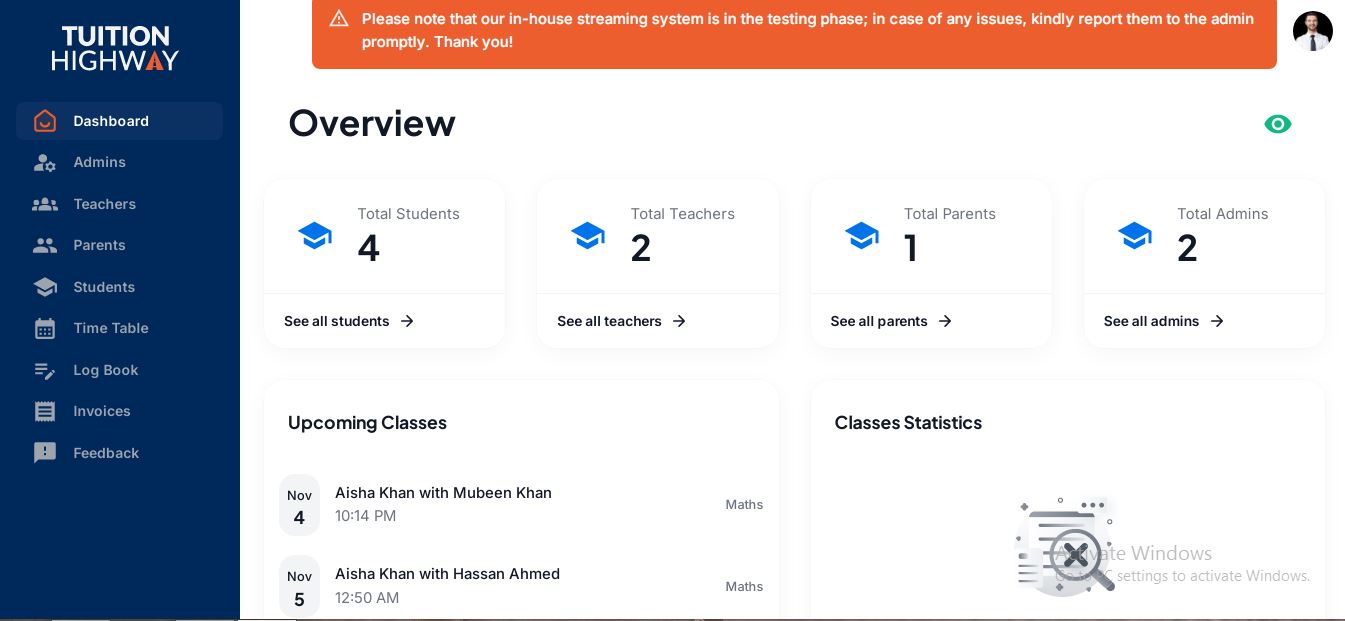 Please note that our in-house streaming system is in the testing phase; in case of any issues, kindly report them to the admin
promptly. Thank you!
TUITION
HIGHWAY
Dashboard
Admins
Teachers
Parents
Students
Time Table
Log Book
Invoices
Feedback
Overview
Total Students
4
See all students
Total Teachers
2
See all teachers
Total Parents
1
See all parents
Total Admins
2
See all admins
Upcoming Classes
Nov
4
Aisha Khan with Mubeen Khan
10:14 PM
Maths
Nov
5
Aisha Khan with Hassan Ahmed
12:50 AM
Maths
Classes Statistics
Activate Windows
Go to PC settings to activate Windows.